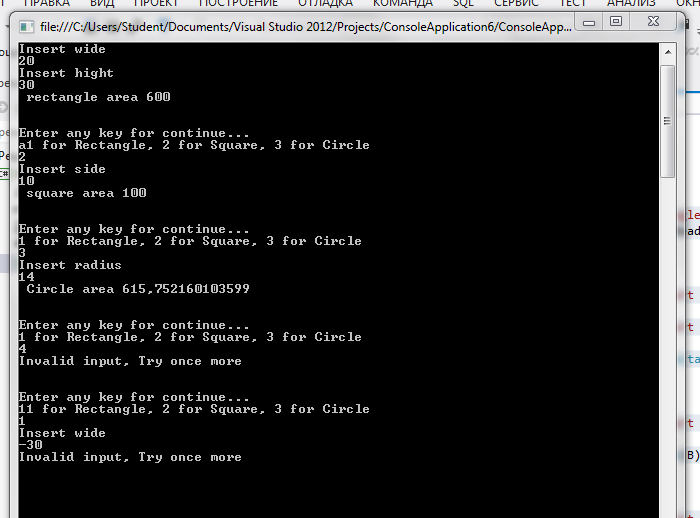 ПРАВКА ВИД ПРОЕКТ ПОСТРОЕНИЕ ОТЛАДКА КОМАНДА SQL СЕРВИС ТЕСТ АНАЛИЗ
file:///C:/Users/Student/Documents/Visual Studio 2012/Projects/ConsoleApplication6/ConsoleApp...
Insert wide
20
Insert hight
30
rectangle area 600
Enter any key for continue...
a1 for Rectangle, 2 for Square, 3 for Circle
2
Insert side
10
square area 100
Enter any key for continue...
1 for Rectangle, 2 for Square, 3 for Circle
3
Insert radius
14
Circle area 615,752160103599
Enter any key for continue...
1 for Rectangle, 2 for Square, 3 for Circle
4
Invalid input, Try once more
Enter any key for continue...
11 for Rectangle, 2 for Square, 3 for Circle
1
Insert wide
-30
Invalid input, Try once more